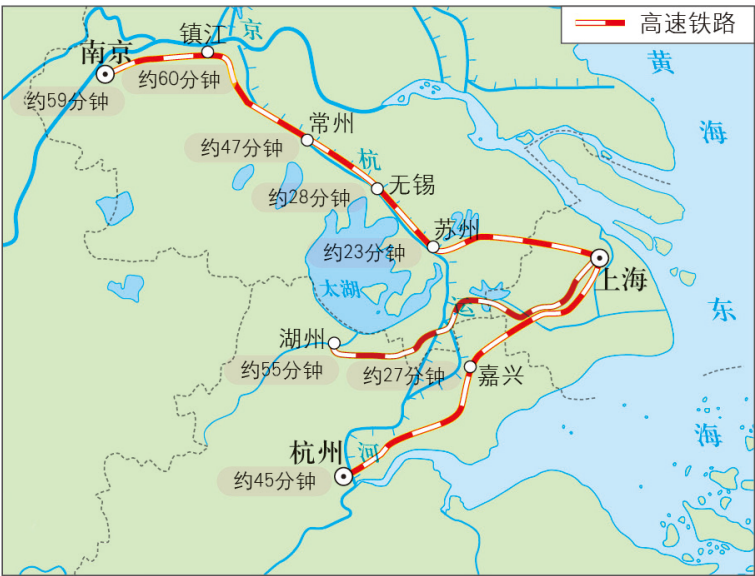 高速铁路
镇江
京
南京
约60分钟
约59分钟
黄
海
常州
约47分钟
杭
无锡
约28分钟
苏州
约23分钟
上海
太湖
运
东
湖州
约55分钟
约27分钟
嘉兴
海
杭州
河
约45分钟